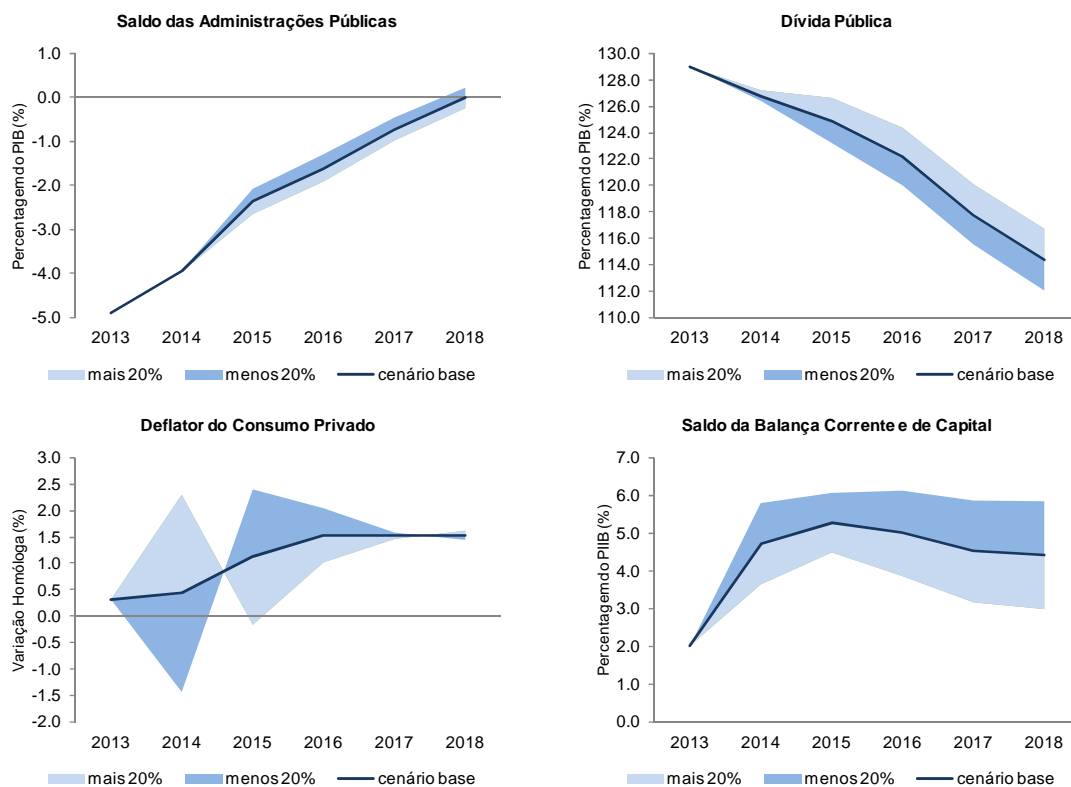 Saldo das Administrações Públicas
Percentagemdo PIB (%)
1.0
0.0
-1.0
-2.0
-3.0
-4.0
-5.0
2013 2014 2015 2016 2017 2018
mais 20% menos 20% cenário base
Dívida Pública
Percentagemdo PIB (%)
130.0
128.0
126.0
124.0
122.0
120.0
118.0
116.0
114.0
112.0
110.0
2013 2014 2015 2016 2017 2018
mais 20% menos 20% cenário base
Deflator do Consumo Privado
Variação Homóloga (%)
3.0
2.5
2.0
1.5
1.0
0.5
0.0
-0.5
-1.0
-1.5
-2.0
2013 2014 2015 2016 2017 2018
mais 20% menos 20% cenário base
Saldo da Balança Corrente e de Capital
Percentagemdo PIIB (%)
7.0
6.0
5.0
4.0
3.0
2.0
1.0
0.0
2013 2014 2015 2016 2017 2018
mais 20% menos 20% cenário base